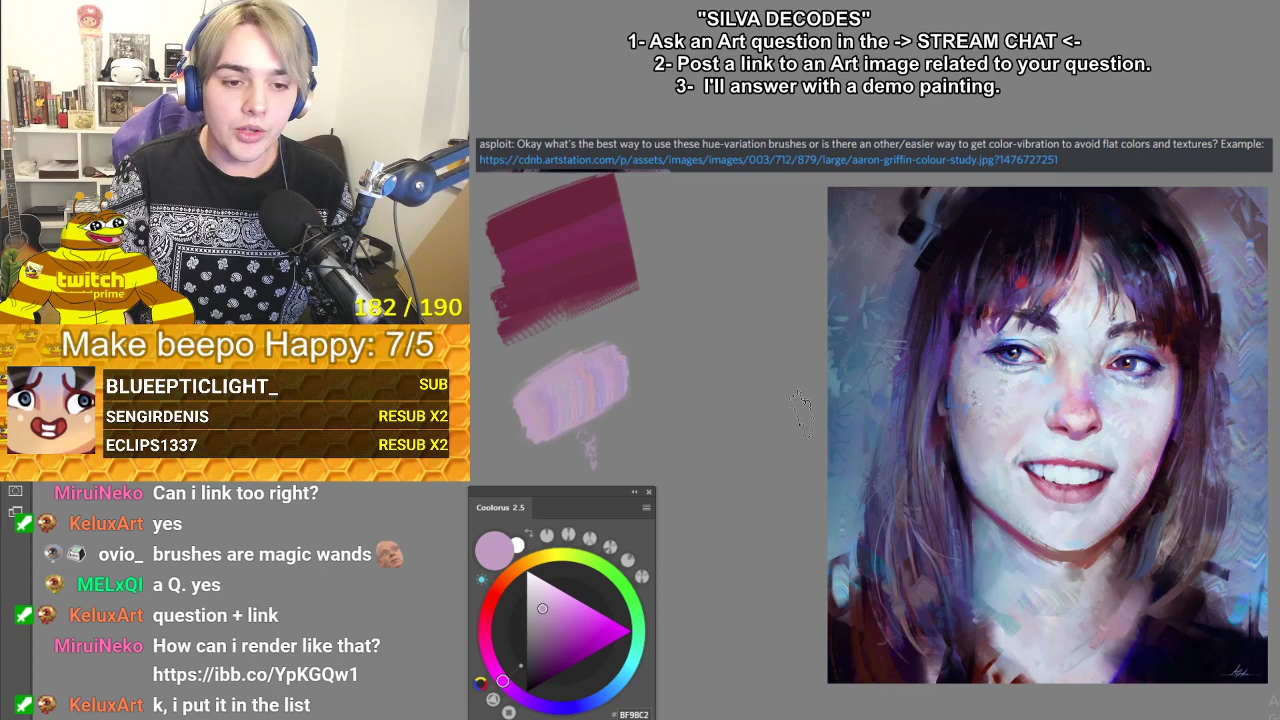 "SILVA DECODES"
1- Ask an Art question in the -> STREAM CHAT <-
2- Post a link to an Art image related to your question.
3- I'll answer with a demo painting.
asploit: Okay what's the best way to use these hue-variation brushes or is there an other/easier way to get color-vibration to avoid flat colors and textures? Example:
https://cdnb.artstation.com/p/assets/images/images/003/712/879/large/aaron-griffin-colour-study.jpg?1476727251
twitch
prime
182 / 190
Make beepo Happy: 7/5
BLUEEPTICLIGHT_ SUB
SENGIRDENIS RESUB X2
ECLIPS1337 RESUB X2
MiruiNeko Can i link too right?
KeluxArt yes
ovio_ brushes are magic wands
MELxQI a Q. yes
KeluxArt question + link
MiruiNeko How can i render like that?
https://ibb.co/YpKGQw1
KeluxArt k, i put it in the list
Coolorus 2.5
# BF9BC2